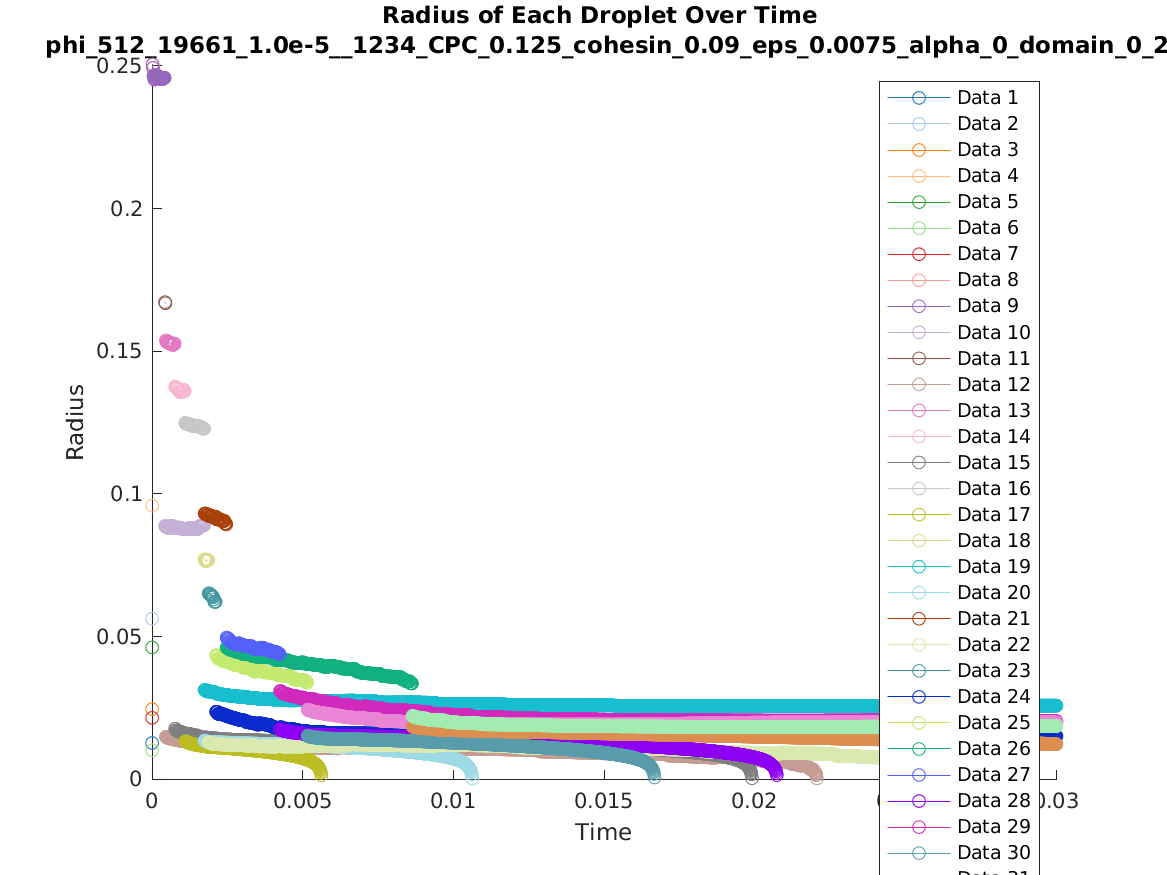 Radius of Each Droplet Over Time
phi_512_19661_1.0e-5__1234_CPC_0.125_cohesin_0.09_eps_0.0075_alpha_0_domain_0_2
0.25
0.2
0.15
0.1
0.05
0
Radius
0
0.005
0.01
0.015
0.02
0.03
Time
Data 1
Data 2
Data 3
Data 4
Data 5
Data 6
Data 7
Data 8
Data 9
Data 10
Data 11
Data 12
Data 13
Data 14
Data 15
Data 16
Data 17
Data 18
Data 19
Data 20
Data 21
Data 22
Data 23
Data 24
Data 25
Data 26
Data 27
Data 28
Data 29
Data 30